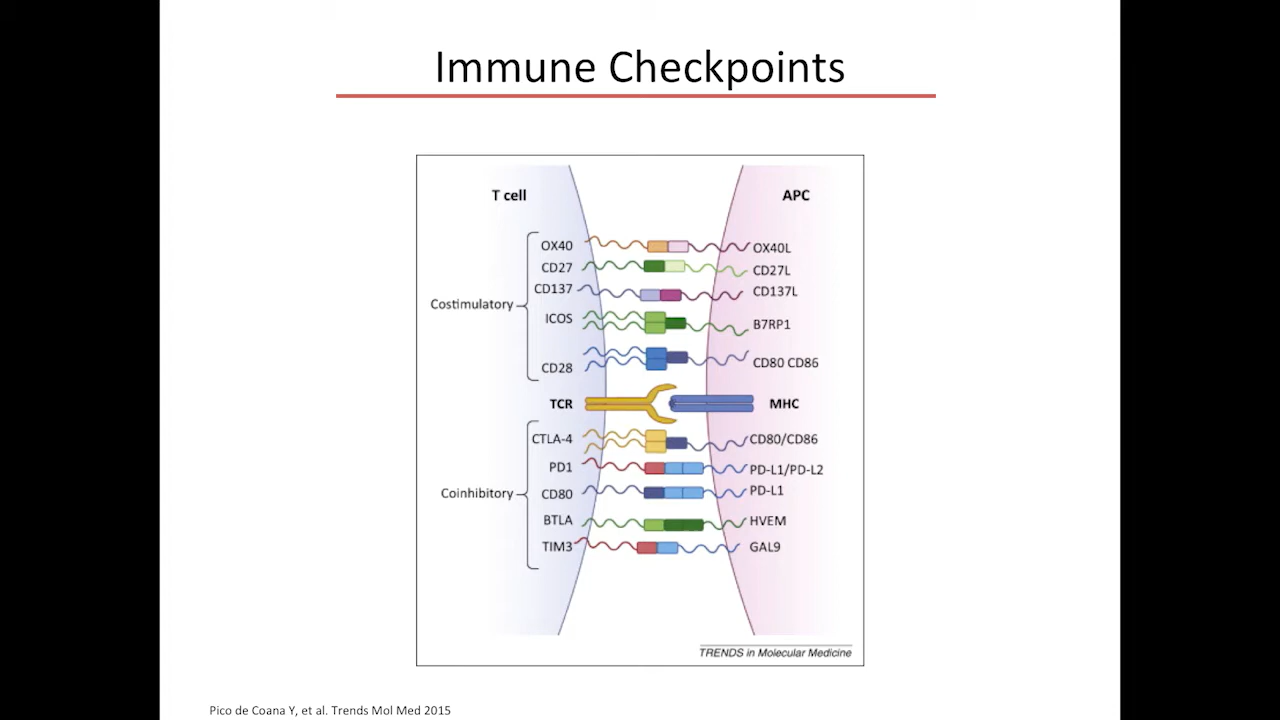 Immune Checkpoints
T cell
APC
OX40
OX40L
CD27
CD27L
CD137
CD137L
Costimulatory
ICOS
B7RP1
CD28
CD80 CD86
TCR
MHC
CTLA-4
CD80/CD86
PD1
PD-L1/PD-L2
Coinhibitory
CD80
PD-L1
BTLA
HVEM
TIM3
GAL9
TRENDS in Molecular Medicine
Pico de Coana Y, et al. Trends Mol Med 2015